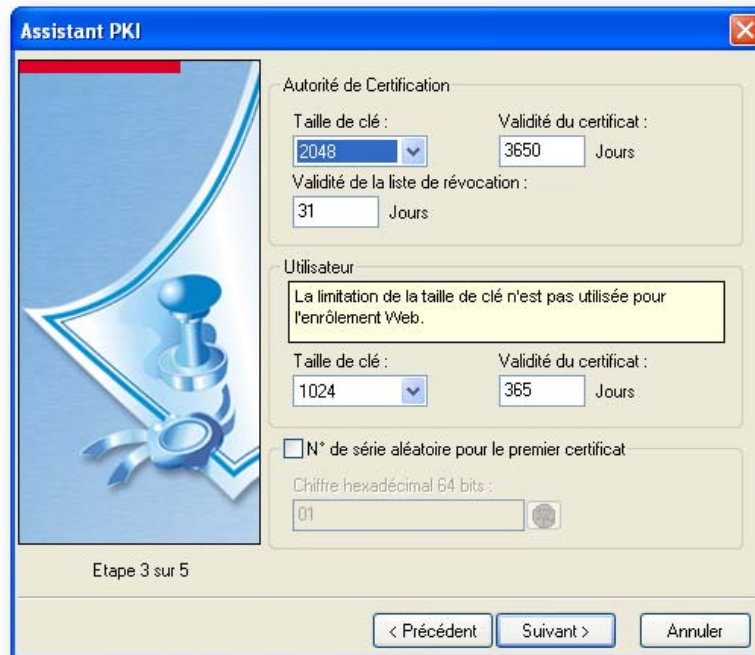 Assistant PKI
Autorité de Certification
Taille de clé :
Validité du certificat :
2048
3650 Jours
Validité de la liste de révocation :
31 Jours
Utilisateur
La limitation de la taille de clé n'est pas utilisée pour
l'enrôlement Web.
Taille de clé :
Validité du certificat :
1024
365 Jours
N° de série aléatoire pour le premier certificat
Chiffre hexadécimal 64 bits :
01
Etape 3 sur 5
< Précédent
Suivant >
Annuler